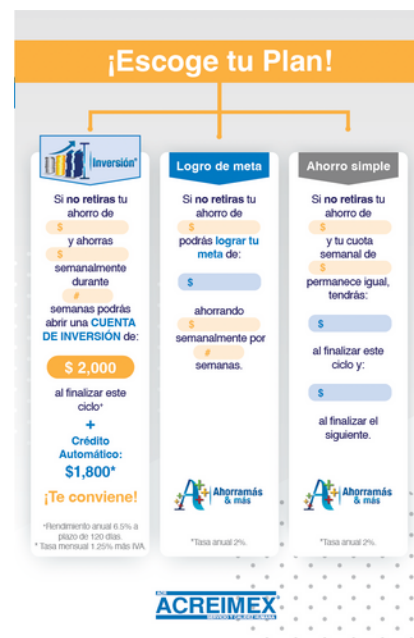 ¡Escoge tu Plan!
Inversión*
Si no retiras tu
ahorro de
$
y ahorras
$
semanalmente
durante
#
semanas podrás
abrir una CUENTA
DE INVERSIÓN de:
$ 2,000
al finalizar este
ciclo+
+
Crédito
Automático:
$1,800*
¡Te conviene!
+Rendimiento anual 6.5% a
plazo de 120 días.
* Tasa mensual 1.25% más IVA.
Logro de meta
Si no retiras tu
ahorro de
$
podrás lograr tu
meta de:
$
ahorrando
$
semanalmente por
#
semanas.
Ahorramás
& más
*Tasa anual 2%.
Ahorro simple
Si no retiras tu
ahorro de
$
y tu cuota
semanal de
$
permanece igual,
tendrás:
$
al finalizar este
ciclo y:
$
al finalizar el
siguiente.
Ahorramás
& más
*Tasa anual 2%.
ACREIMEX
SERVICIO Y CALIDEZ HUMANA